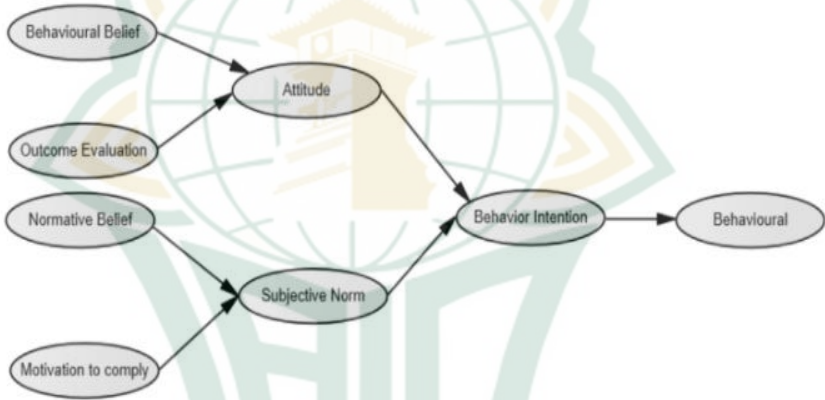 Behavioural Belief
Attitude
Outcome Evaluation
Normative Belief
Behavior Intention
Behavioural
Subjective Norm
Motivation to comply